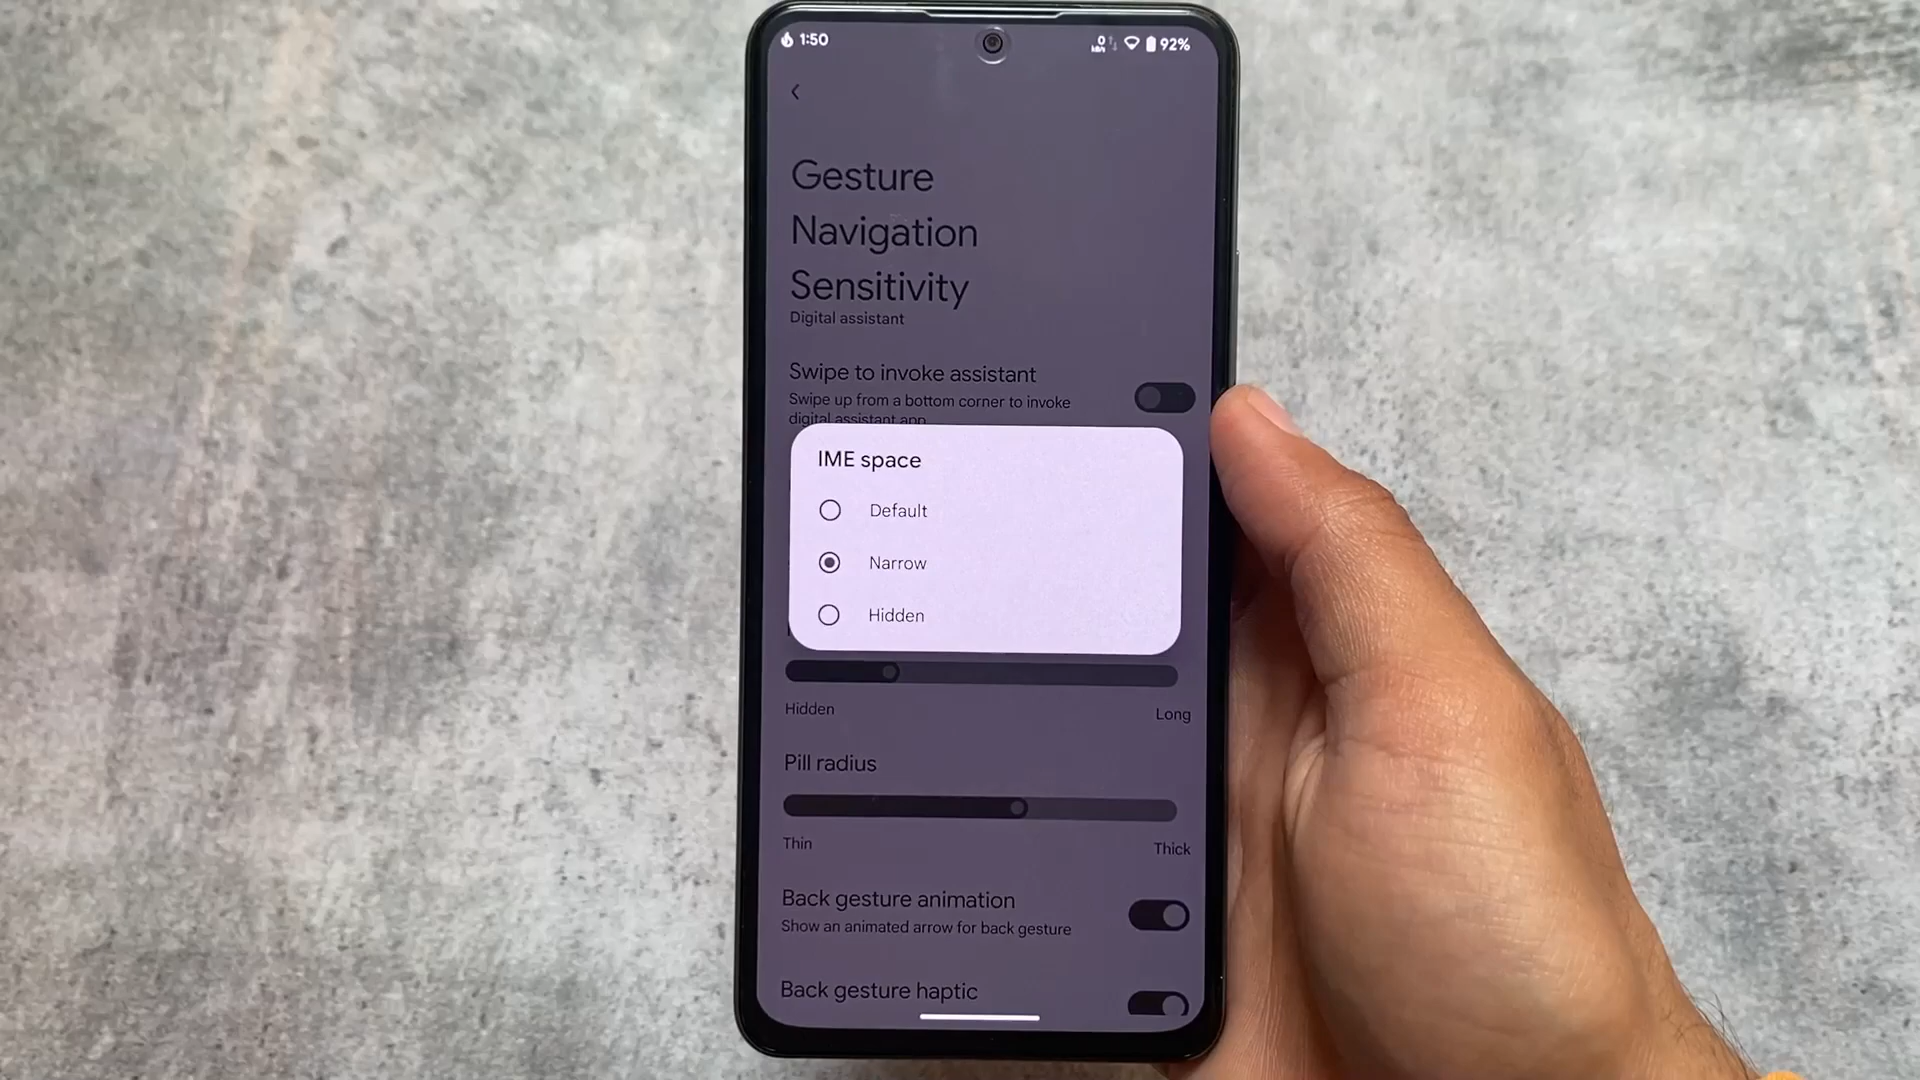 1:50
0
92%
Gesture
Navigation
Sensitivity
Digital assistant
Swipe to invoke assistant
Swipe up from a bottom corner to invoke
digital assistant app
IME space
Default
Narrow
Hidden
Hidden
Long
Pill radius
Thin
Thick
Back gesture animation
Show an animated arrow for back gesture
Back gesture haptic